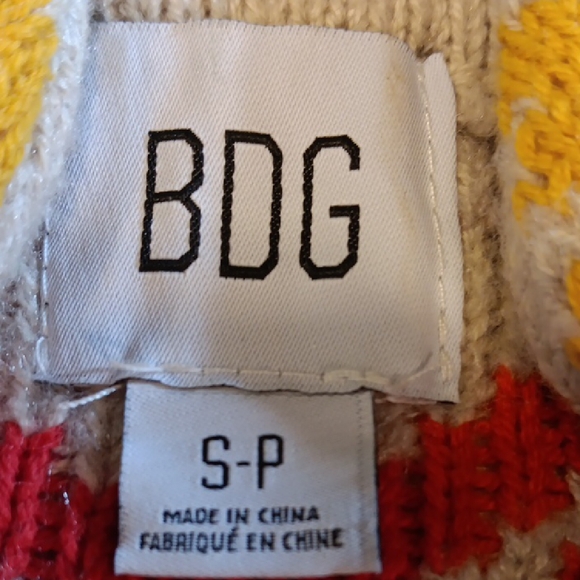 BDG
S-P
MADE IN CHINA
FABRIQUÉ EN CHINE